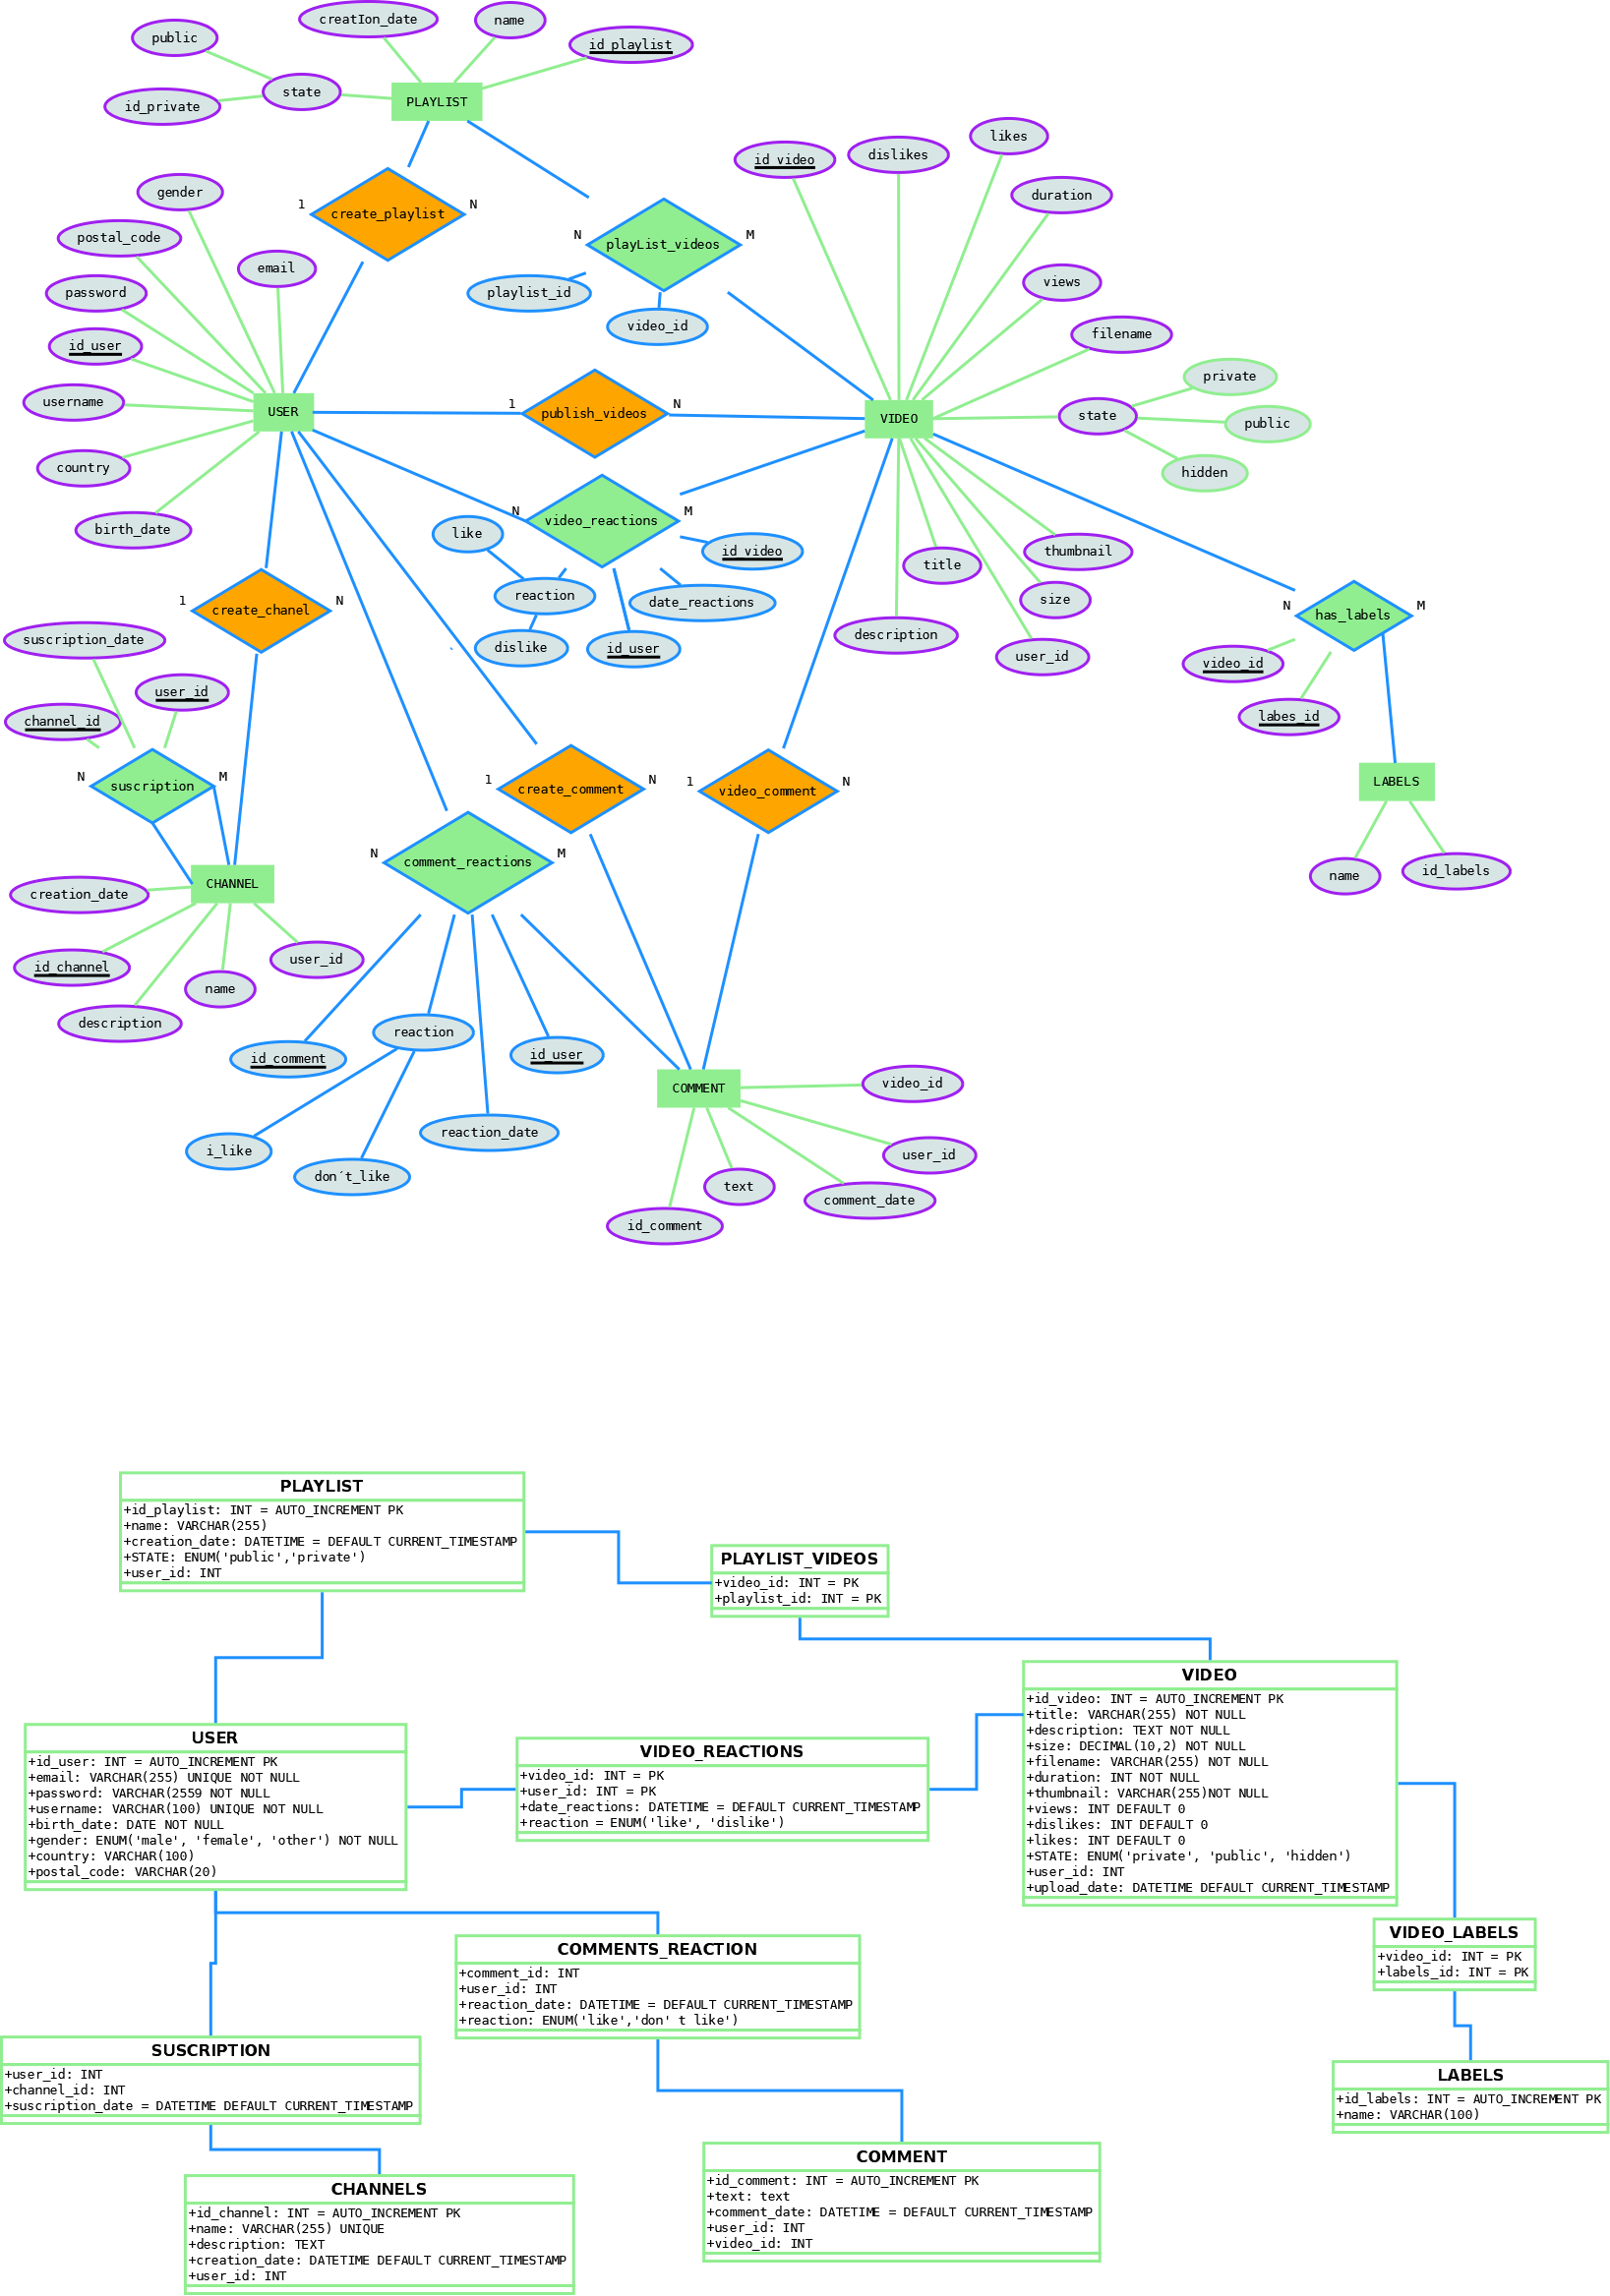 creatIon_date
name
public
id_playlist
state
id_private
PLAYLIST
id_video
dislikes
likes
duration
gender
create_playlist
1
N
postal_code
email
playList_videos
N
M
password
playlist_id
video_id
views
filename
id_user
username
USER
publish_videos
1
N
VIDEO
state
private
public
hidden
country
birth_date
video_reactions
N
M
like
id_video
reaction
date_reactions
dislike
id_user
title
thumbnail
size
description
user_id
create_chanel
1
N
has_labels
N
M
video_id
labes_id
suscription_date
user_id
channel_id
suscription
N
M
create_comment
1
N
video_comment
1
N
LABELS
name
id_labels
comment_reactions
N
M
CHANNEL
creation_date
id_channel
name
user_id
description
id_comment
reaction
id_user
i_like
don´t_like
reaction_date
COMMENT
video_id
user_id
comment_date
text
id_comment
PLAYLIST
+id_playlist: INT = AUTO_INCREMENT PK
+name: VARCHAR(255)
+creation_date: DATETIME = DEFAULT CURRENT_TIMESTAMP
+STATE: ENUM('public','private')
+user_id: INT
PLAYLIST_VIDEOS
+video_id: INT = PK
+playlist_id: INT = PK
VIDEO
+id_video: INT = AUTO_INCREMENT PK
+title: VARCHAR(255) NOT NULL
+description: TEXT NOT NULL
+size: DECIMAL(10,2) NOT NULL
+filename: VARCHAR(255) NOT NULL
+duration: INT NOT NULL
+thumbnail: VARCHAR(255)NOT NULL
+views: INT DEFAULT 0
+dislikes: INT DEFAULT 0
+likes: INT DEFAULT 0
+STATE: ENUM('private', 'public', 'hidden')
+user_id: INT
+upload_date: DATETIME DEFAULT CURRENT_TIMESTAMP
USER
+id_user: INT = AUTO_INCREMENT PK
+email: VARCHAR(255) UNIQUE NOT NULL
+password: VARCHAR(2559 NOT NULL
+username: VARCHAR(100) UNIQUE NOT NULL
+birth_date: DATE NOT NULL
+gender: ENUM('male', 'female', 'other') NOT NULL
+country: VARCHAR(100)
+postal_code: VARCHAR(20)
VIDEO_REACTIONS
+video_id: INT = PK
+user_id: INT = PK
+date_reactions: DATETIME = DEFAULT CURRENT_TIMESTAMP
+reaction = ENUM('like', 'dislike')
VIDEO_LABELS
+video_id: INT = PK
+labels_id: INT = PK
COMMENTS_REACTION
+comment_id: INT
+user_id: INT
+reaction_date: DATETIME = DEFAULT CURRENT_TIMESTAMP
+reaction: ENUM('like','don' t like')
SUSCRIPTION
+user_id: INT
+channel_id: INT
+suscription_date = DATETIME DEFAULT CURRENT_TIMESTAMP
LABELS
+id_labels: INT = AUTO_INCREMENT PK
+name: VARCHAR(100)
COMMENT
+id_comment: INT = AUTO_INCREMENT PK
+text: text
+comment_date: DATETIME = DEFAULT CURRENT_TIMESTAMP
+user_id: INT
+video_id: INT
CHANNELS
+id_channel: INT = AUTO_INCREMENT PK
+name: VARCHAR(255) UNIQUE
+description: TEXT
+creation_date: DATETIME DEFAULT CURRENT_TIMESTAMP
+user_id: INT